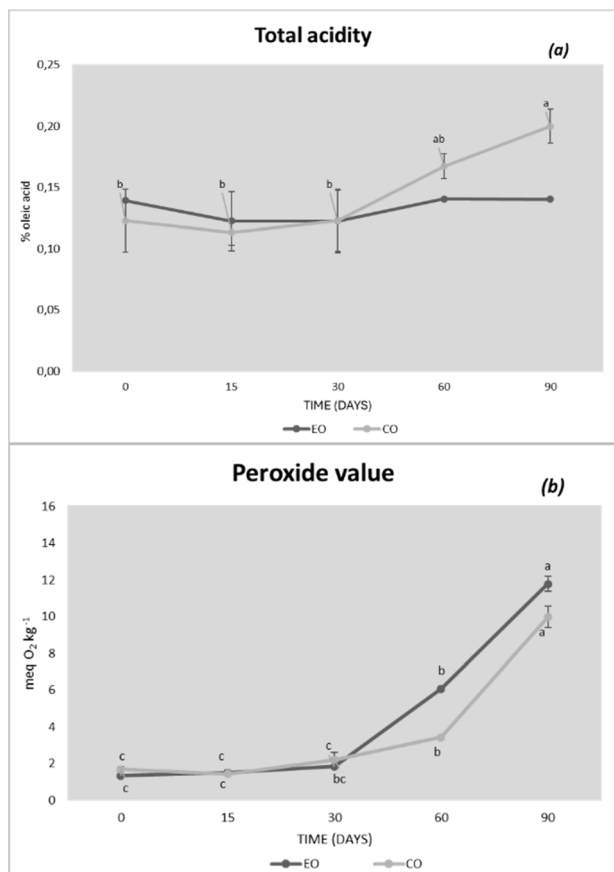 Total acidity
(a)
0,25
0,20
0,15
0,10
0,05
0,00
% oleic acid
b
b
b
ab
a
0
15
30
60
90
TIME (DAYS)
EO
CO
Peroxide value
(b)
16
14
12
10
8
6
4
2
0
meq O₂ kg⁻¹
c
c
c
c
c
bc
b
b
a
a
0
15
30
60
90
TIME (DAYS)
EO
CO